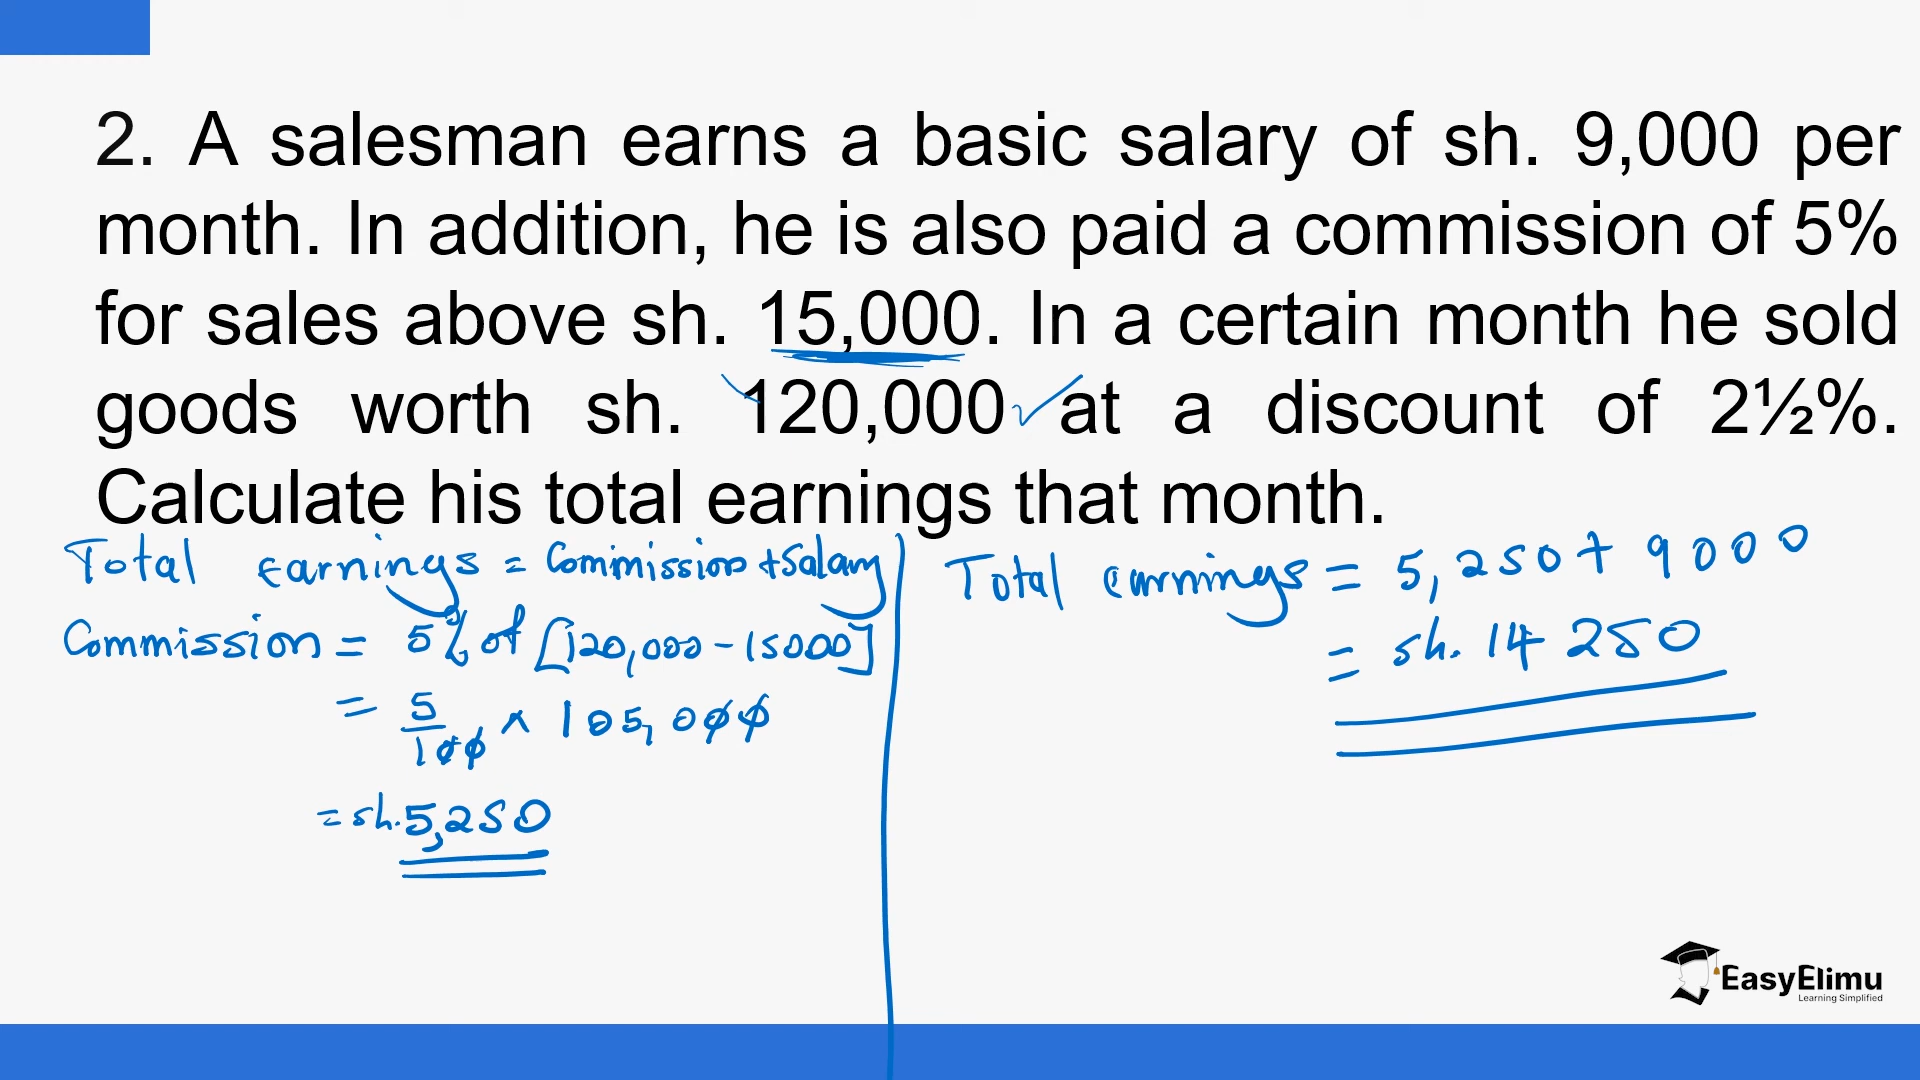 2. A salesman earns a basic salary of sh. 9,000 per
month. In addition, he is also paid a commission of 5%
for sales above sh. 15,000. In a certain month he sold
goods worth sh. 120,000 at a discount of 2½%.
Calculate his total earnings that month.
Total earnings = Commission + Salary
Commission = 5% of [120,000 - 15000]
= 5/100 × 105,000
= sh. 5,250
Total earnings = 5,250 + 9000
= sh. 14 250
EasyElimu
Learning Simplified